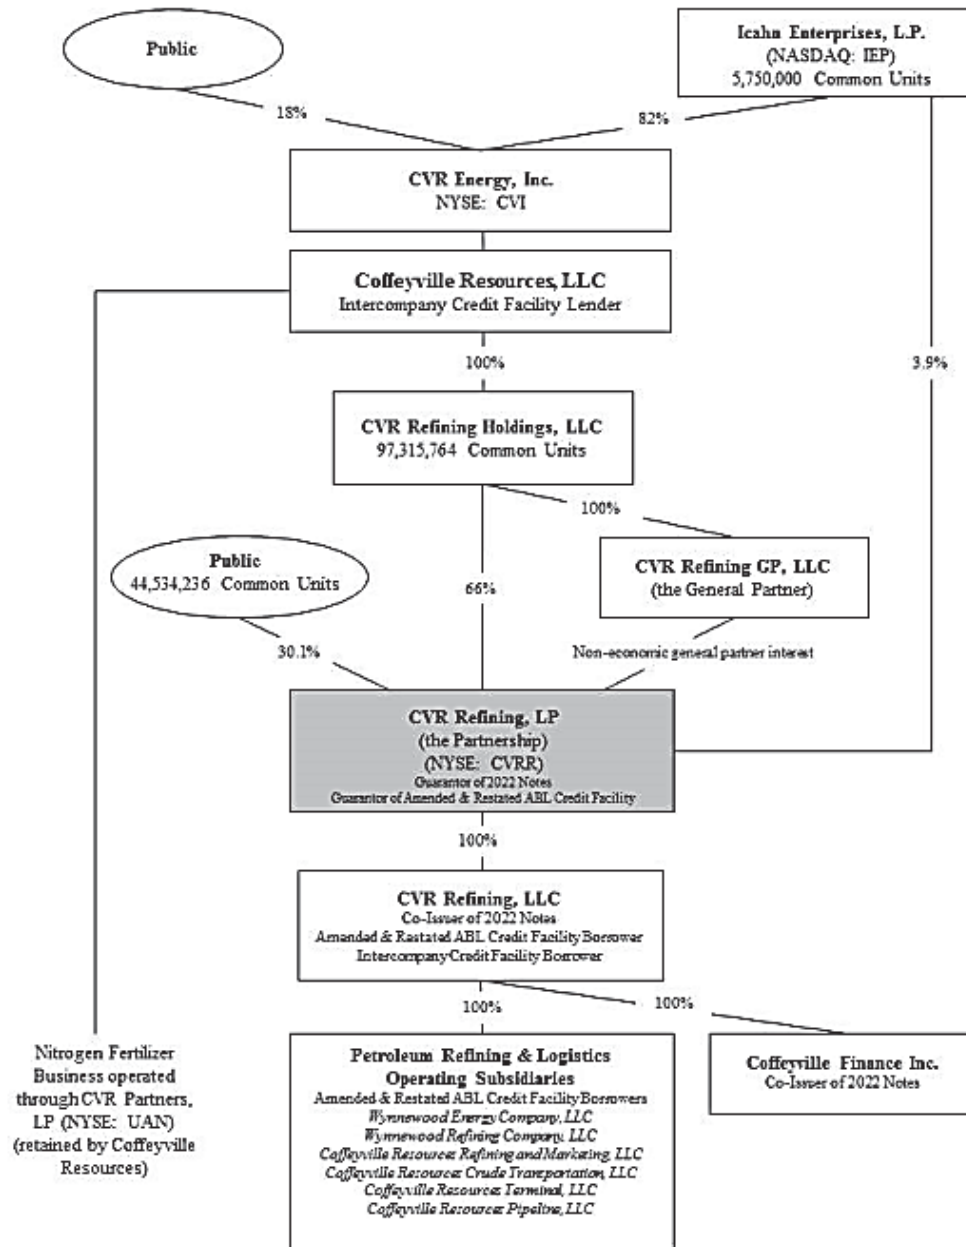 Public
Icahn Enterprises, L.P.
(NASDAQ: IEP)
5,750,000 Common Units
18%
82%
CVR Energy, Inc.
NYSE: CVI
Coffeyville Resources, LLC
Intercompany Credit Facility Lender
100%
3.9%
CVR Refining Holdings, LLC
97,315,764 Common Units
100%
Public
44,534,236 Common Units
CVR Refining GP, LLC
(the General Partner)
66%
30.1%
Non-economic general partner interest
CVR Refining, LP
(the Partnership)
(NYSE: CVRR)
Guarantor of 2022 Notes
Guarantor of Amended & Restated ABL Credit Facility
100%
CVR Refining, LLC
Co-Issuer of 2022 Notes
Amended & Restated ABL Credit Facility Borrower
Intercompany Credit Facility Borrower
100%
100%
Nitrogen Fertilizer
Business operated
through CVR Partners,
LP (NYSE: UAN)
(retained by Coffeyville
Resources)
Petroleum Refining & Logistics
Operating Subsidiaries
Amended & Restated ABL Credit Facility Borrowers
Wynnewood Energy Company, LLC
Wynnewood Refining Company, LLC
Coffeyville Resources Refining and Marketing, LLC
Coffeyville Resources Crude Transportation, LLC
Coffeyville Resources Terminal, LLC
Coffeyville Resources Pipeline, LLC
Coffeyville Finance Inc.
Co-Issuer of 2022 Notes